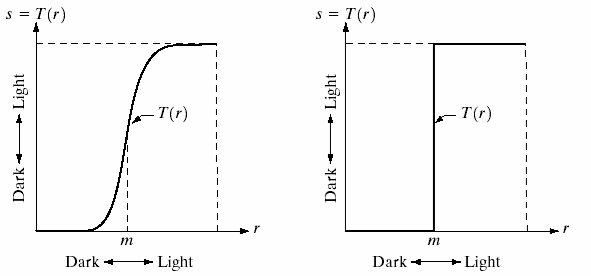 s = T(r)
Light
Dark
T(r)
m
r
Dark
Light
s = T(r)
Light
Dark
T(r)
m
r
Dark
Light